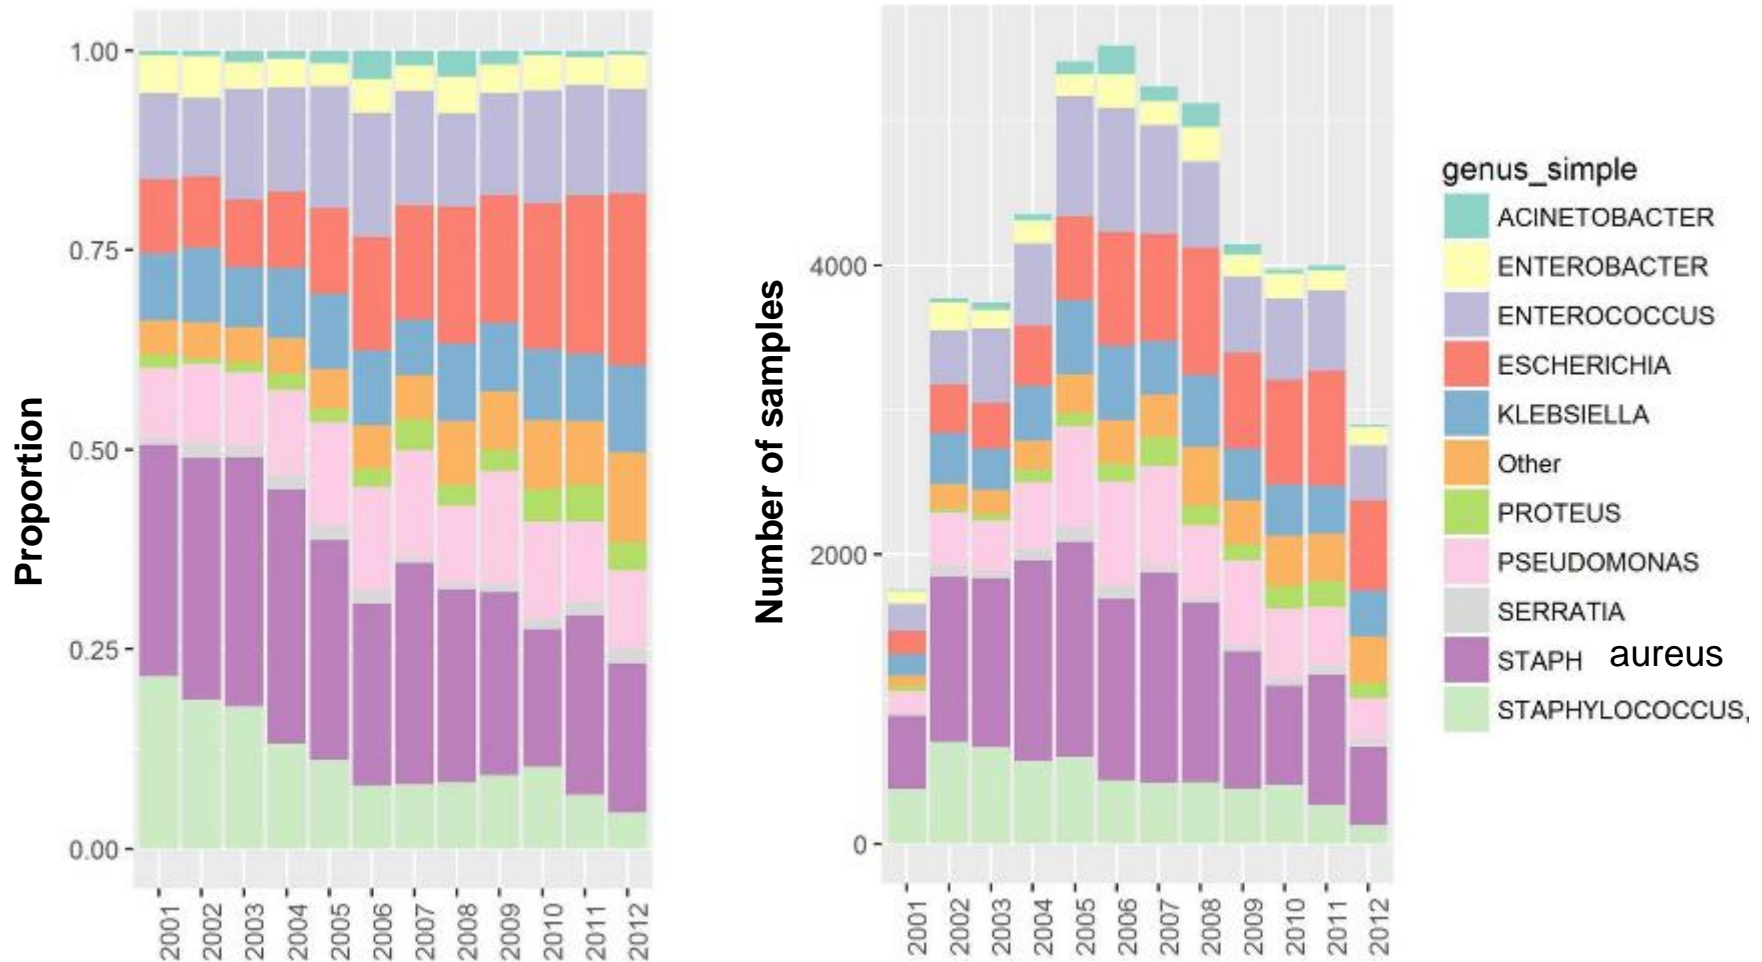 Proportion
1.00
0.75
0.50
0.25
0.00
2001
2002
2003
2004
2005
2006
2007
2008
2009
2010
2011
2012
Number of samples
4000
2000
0
2001
2002
2003
2004
2005
2006
2007
2008
2009
2010
2011
2012
genus_simple
ACINETOBACTER
ENTEROBACTER
ENTEROCOCCUS
ESCHERICHIA
KLEBSIELLA
Other
PROTEUS
PSEUDOMONAS
SERRATIA
STAPH aureus
STAPHYLOCOCCUS,